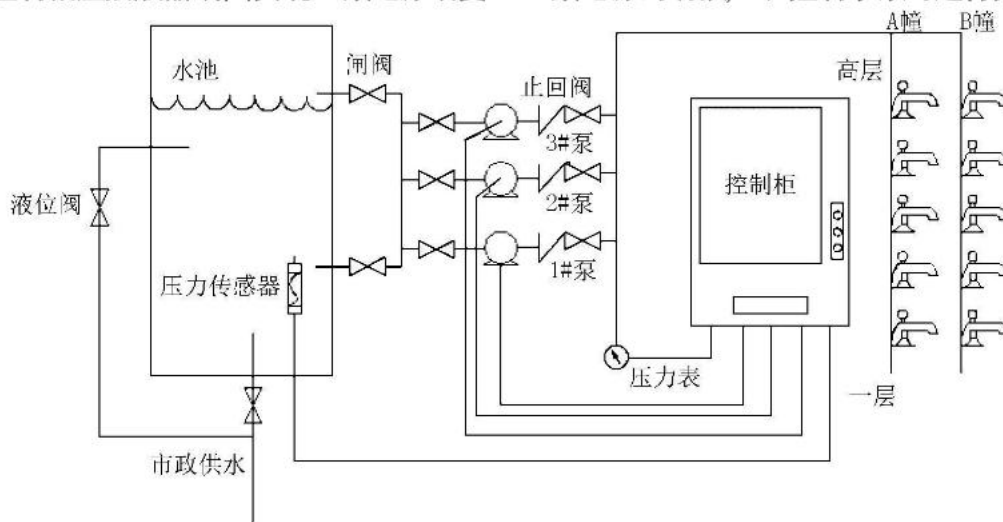 A幢 B幢
水池
闸阀
止回阀
高层
3#泵
控制柜
液位阀
2#泵
1#泵
压力传感器
压力表
一层
市政供水